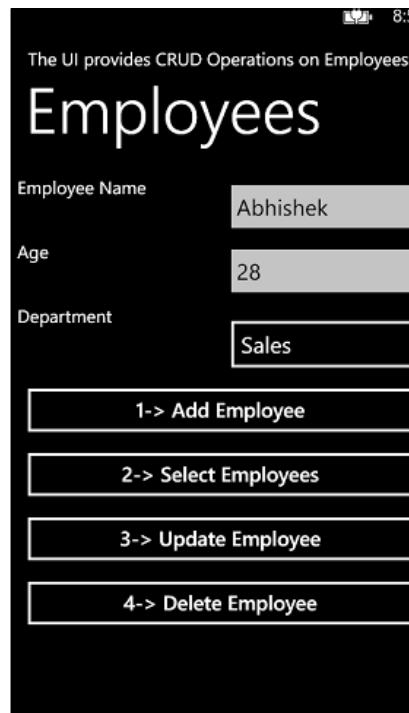 8:5
The UI provides CRUD Operations on Employees
Employees
Employee Name
Abhishek
Age
28
Department
Sales
1-> Add Employee
2-> Select Employees
3-> Update Employee
4-> Delete Employee